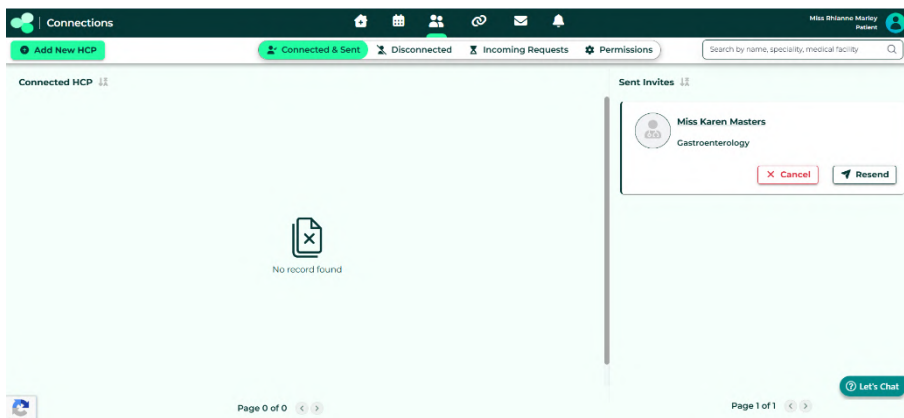 Connections
Miss Rhianne Marley
Patient
Add New HCP
Connected & Sent
Disconnected
Incoming Requests
Permissions
Search by name, speciality, medical facility
Connected HCP
Sent Invites
Miss Karen Masters
Gastroenterology
Cancel
Resend
No record found
Let's Chat
Page 0 of 0
Page 1 of 1